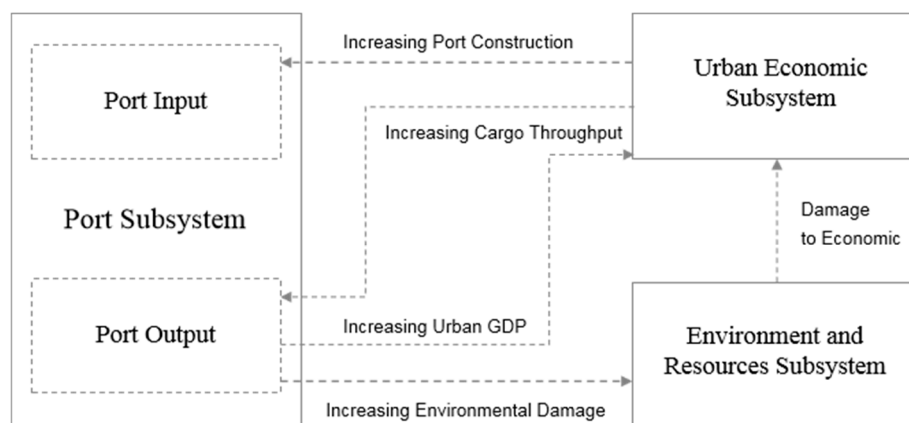 Increasing Port Construction
Port Input
Urban Economic
Subsystem
Increasing Cargo Throughput
Port Subsystem
Damage
to Economic
Port Output
Increasing Urban GDP
Environment and
Resources Subsystem
Increasing Environmental Damage